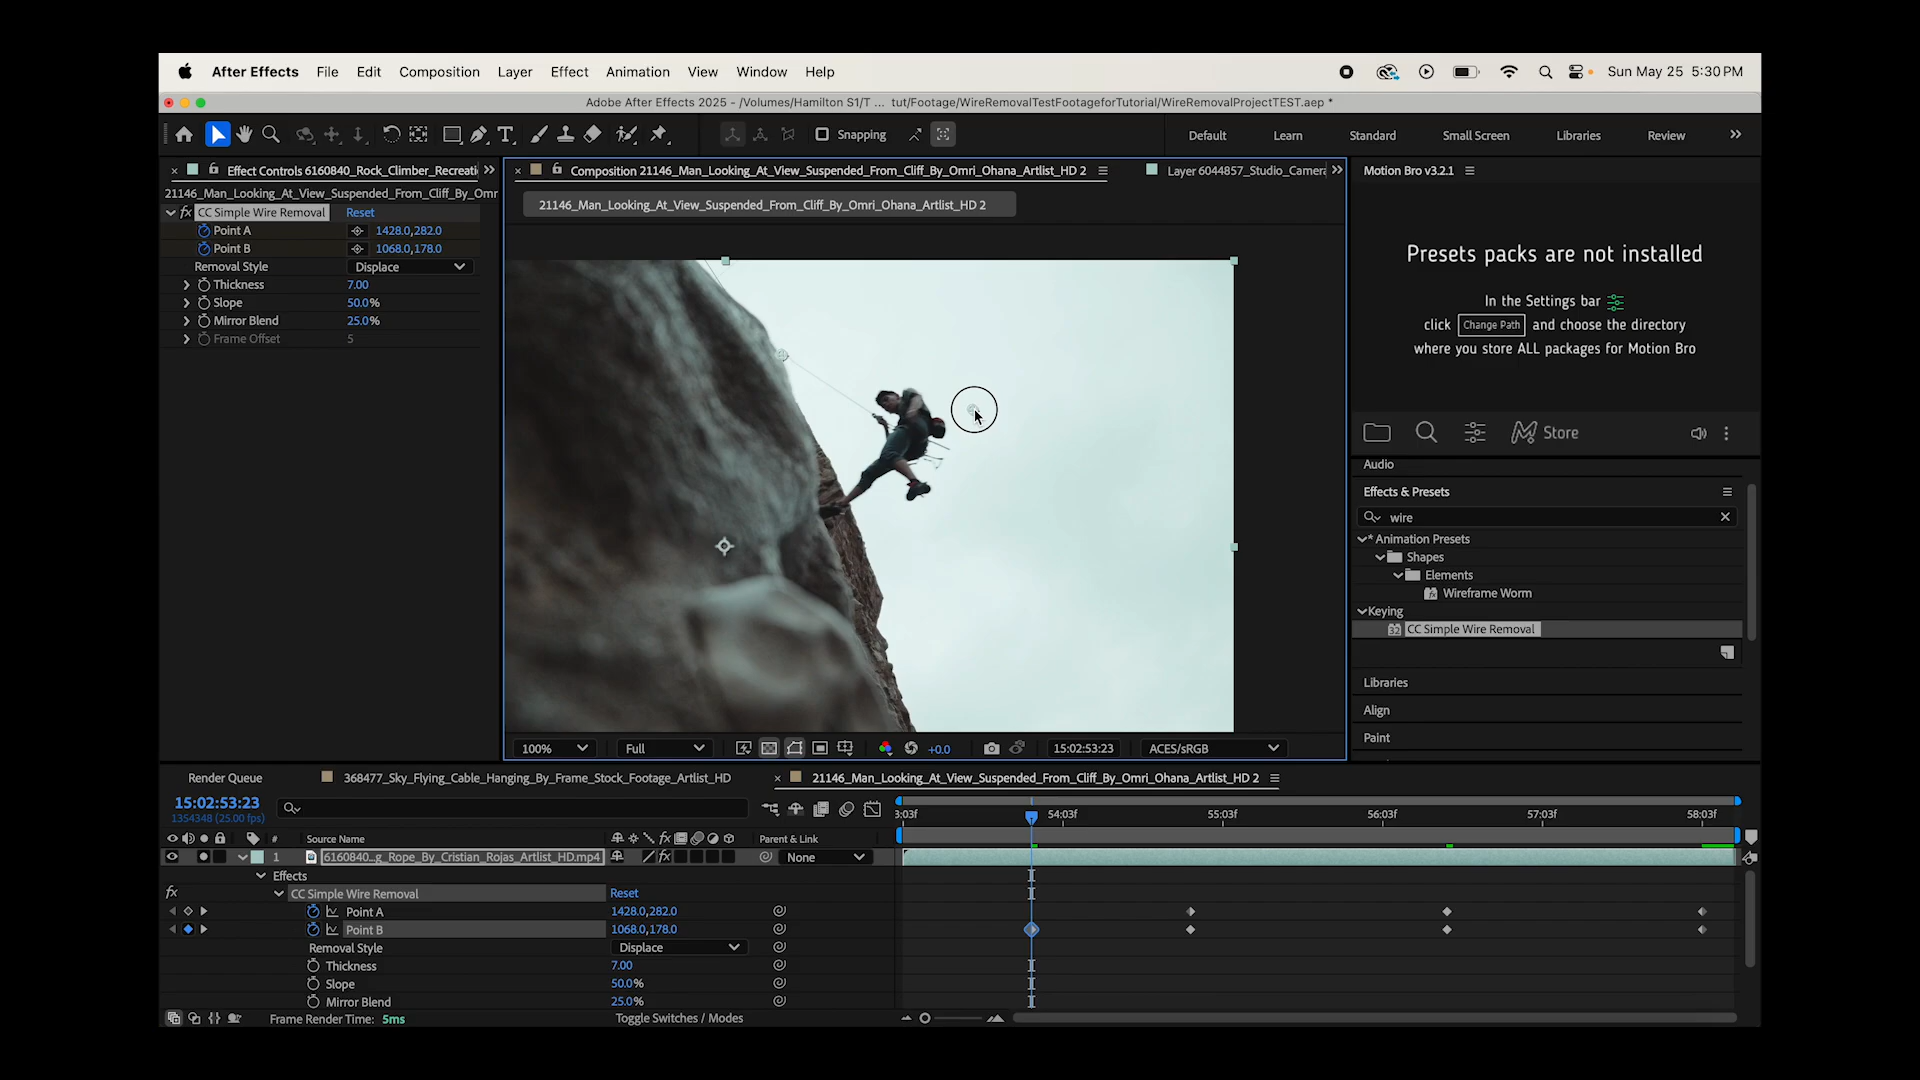 After Effects File Edit Composition Layer Effect Animation View Window Help Sun May 25 5:30 PM
Adobe After Effects 2025 - /Volumes/Hamilton S1/T ... tut/Footage/WireRemovalTestFootageforTutorial/WireRemovalProjectTEST.aep *
Snapping Default Learn Standard Small Screen Libraries Review
Effect Controls 6160840_Rock_Climber_Recreati
21146_Man_Looking_At_View_Suspended_From_Cliff_By_Omr
fx CC Simple Wire Removal Reset
Point A 1428.0,282.0
Point B 1068.0,178.0
Removal Style Displace
Thickness 7.00
Slope 50.0%
Mirror Blend 25.0%
Frame Offset 5
Composition 21146_Man_Looking_At_View_Suspended_From_Cliff_By_Omri_Ohana_Artlist_HD 2
Layer 6044857_Studio_Camera
21146_Man_Looking_At_View_Suspended_From_Cliff_By_Omri_Ohana_Artlist_HD 2
100% Full +0.0 15:02:53:23 ACES/sRGB
Motion Bro v3.2.1
Presets packs are not installed
In the Settings bar
click Change Path and choose the directory
where you store ALL packages for Motion Bro
M Store
Audio
Effects & Presets
wire
* Animation Presets
Shapes
Elements
Wireframe Worm
Keying
32 CC Simple Wire Removal
Libraries
Align
Paint
Render Queue 368477_Sky_Flying_Cable_Hanging_By_Frame_Stock_Footage_Artlist_HD 21146_Man_Looking_At_View_Suspended_From_Cliff_By_Omri_Ohana_Artlist_HD 2
15:02:53:23
1354348 (25.00 fps)
3:03f 54:03f 55:03f 56:03f 57:03f 58:03f
# Source Name fx Parent & Link
1 6160840...g_Rope_By_Cristian_Rojas_Artlist_HD.mp4 fx None
Effects
fx CC Simple Wire Removal Reset
Point A 1428.0,282.0
Point B 1068.0,178.0
Removal Style Displace
Thickness 7.00
Slope 50.0%
Mirror Blend 25.0%
Frame Render Time: 5ms Toggle Switches / Modes